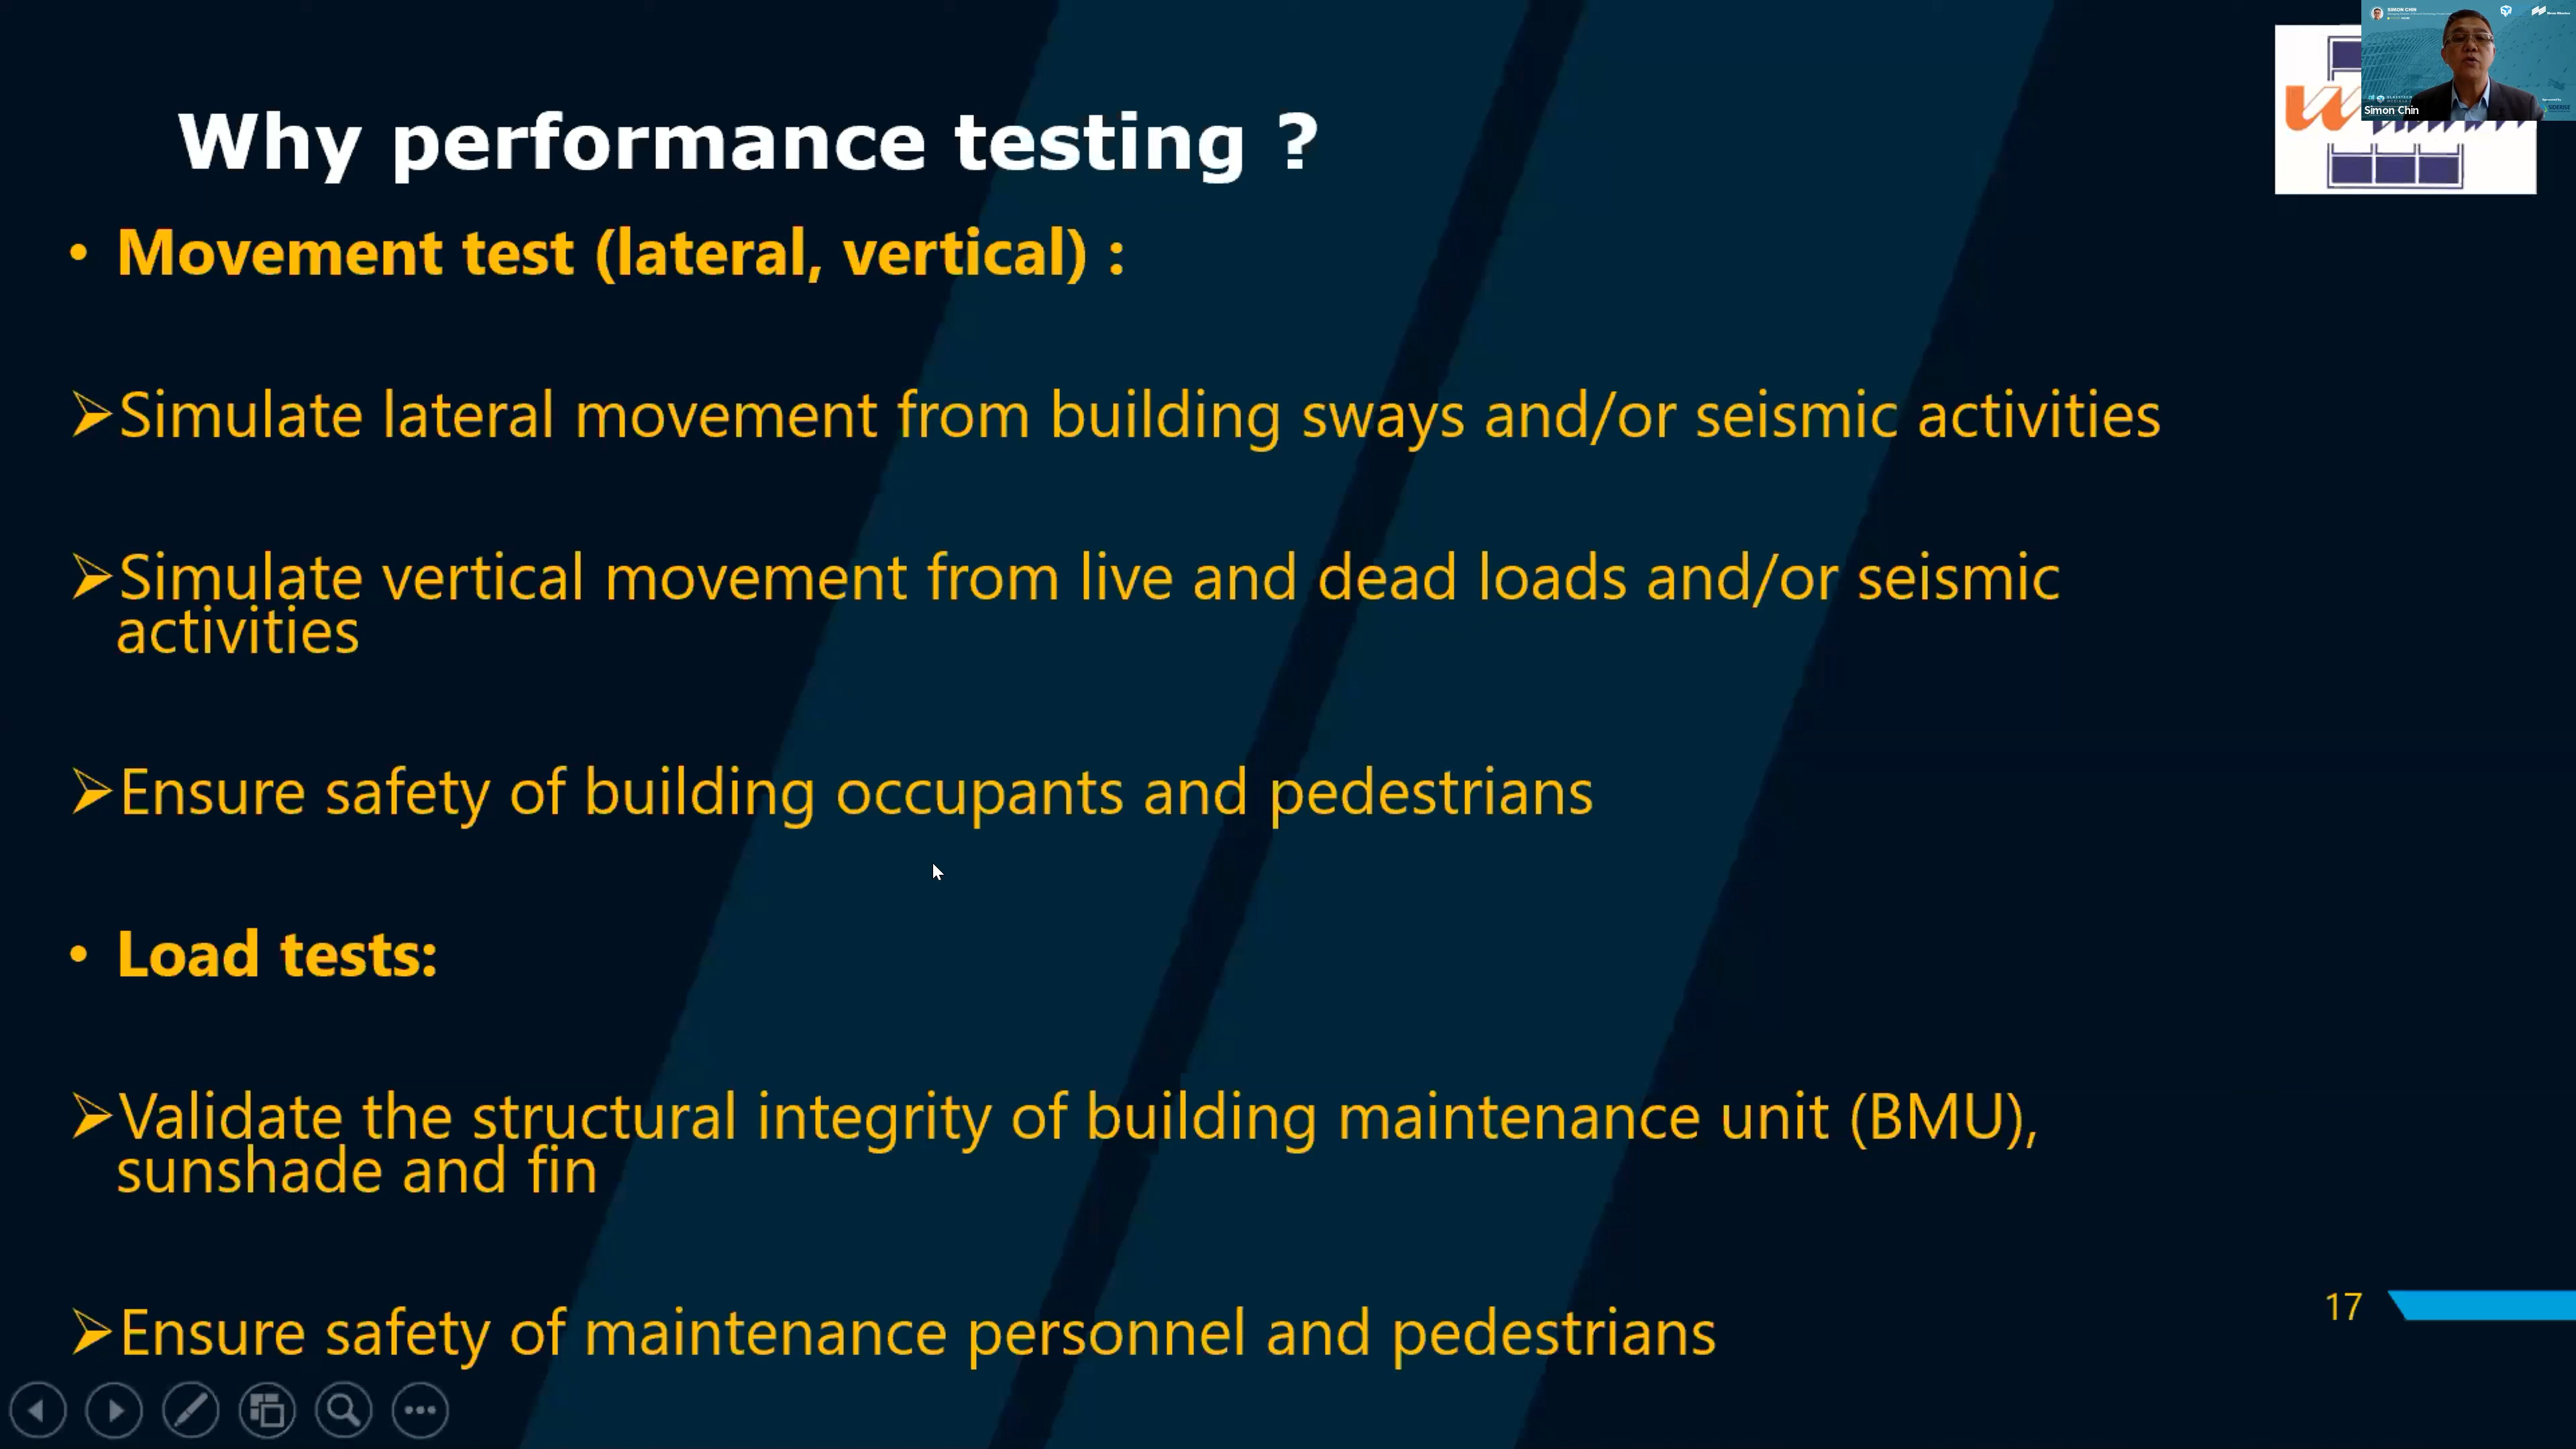 Why performance testing ?
• Movement test (lateral, vertical) :
➢Simulate lateral movement from building sways and/or seismic activities
➢Simulate vertical movement from live and dead loads and/or seismic
activities
➢Ensure safety of building occupants and pedestrians
• Load tests:
➢Validate the structural integrity of building maintenance unit (BMU),
sunshade and fin
➢Ensure safety of maintenance personnel and pedestrians
17
SIMON CHIN
Simon Chin